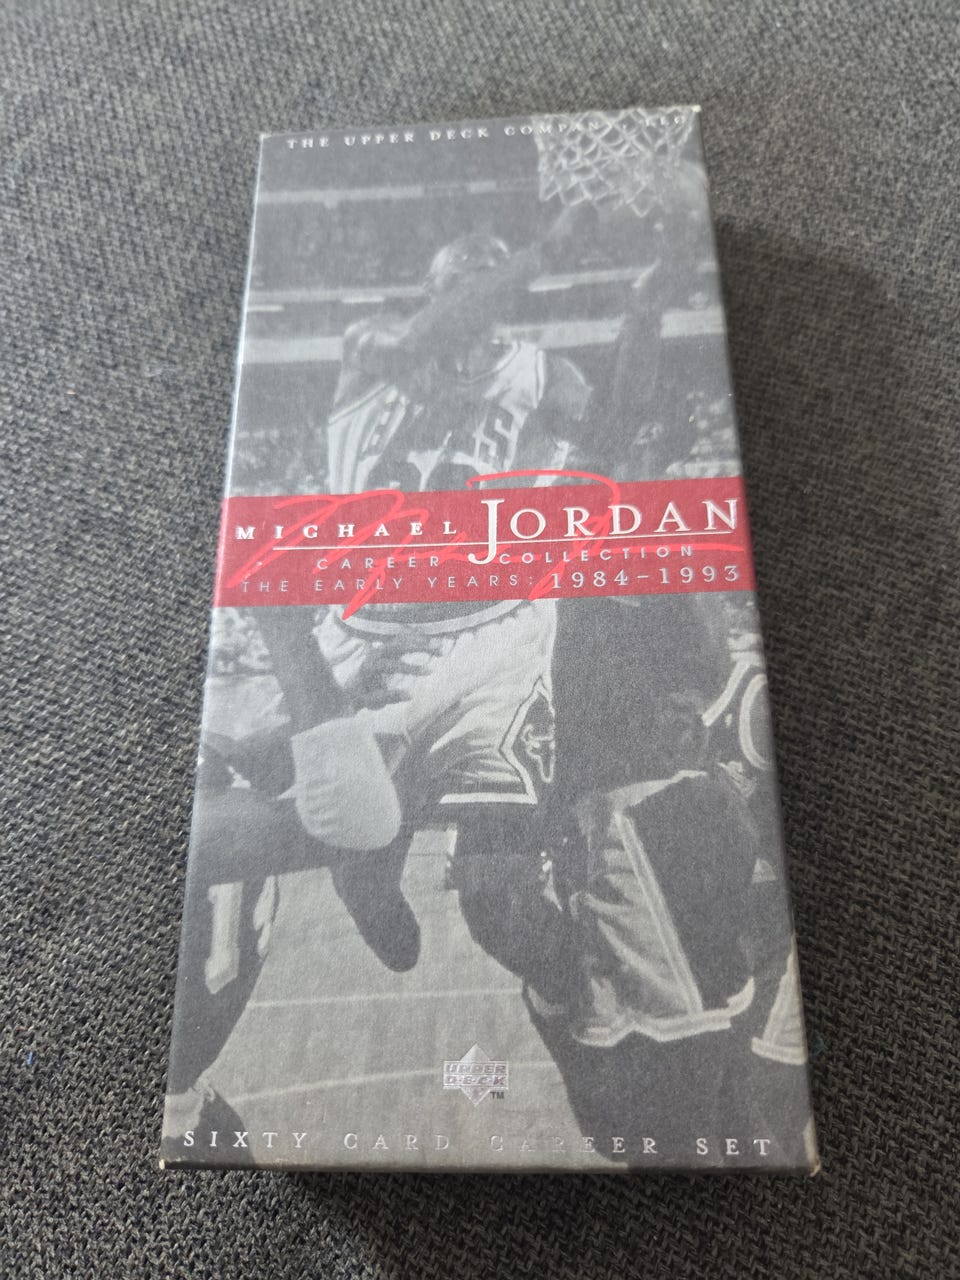 THE UPPER DECK COMPANY, LLC
MICHAEL JORDAN
CAREER COLLECTION
THE EARLY YEARS: 1984-1993
UPPER
DECK
TM
SIXTY CARD CAREER SET